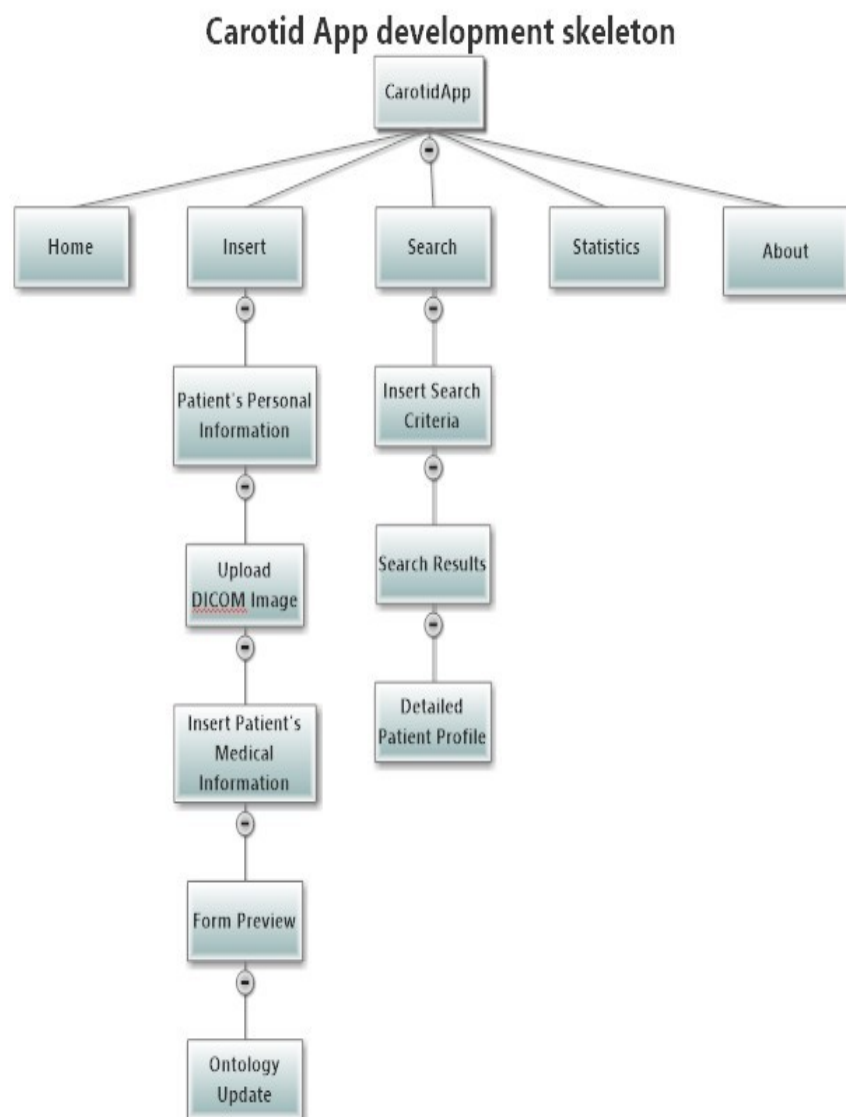 Carotid App development skeleton
CarotidApp
Home
Insert
Search
Statistics
About
Patient's Personal
Information
Insert Search
Criteria
Upload
DICOM Image
Search Results
Insert Patient's
Medical
Information
Detailed
Patient Profile
Form Preview
Ontology
Update